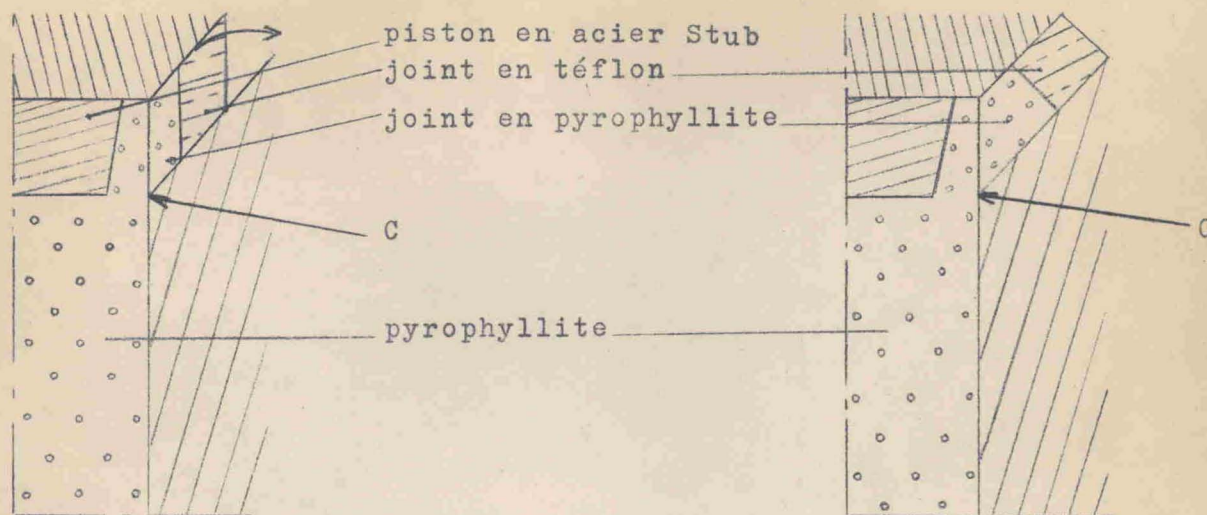 piston en acier Stub
joint en téflon
joint en pyrophyllite
C
C
pyrophyllite